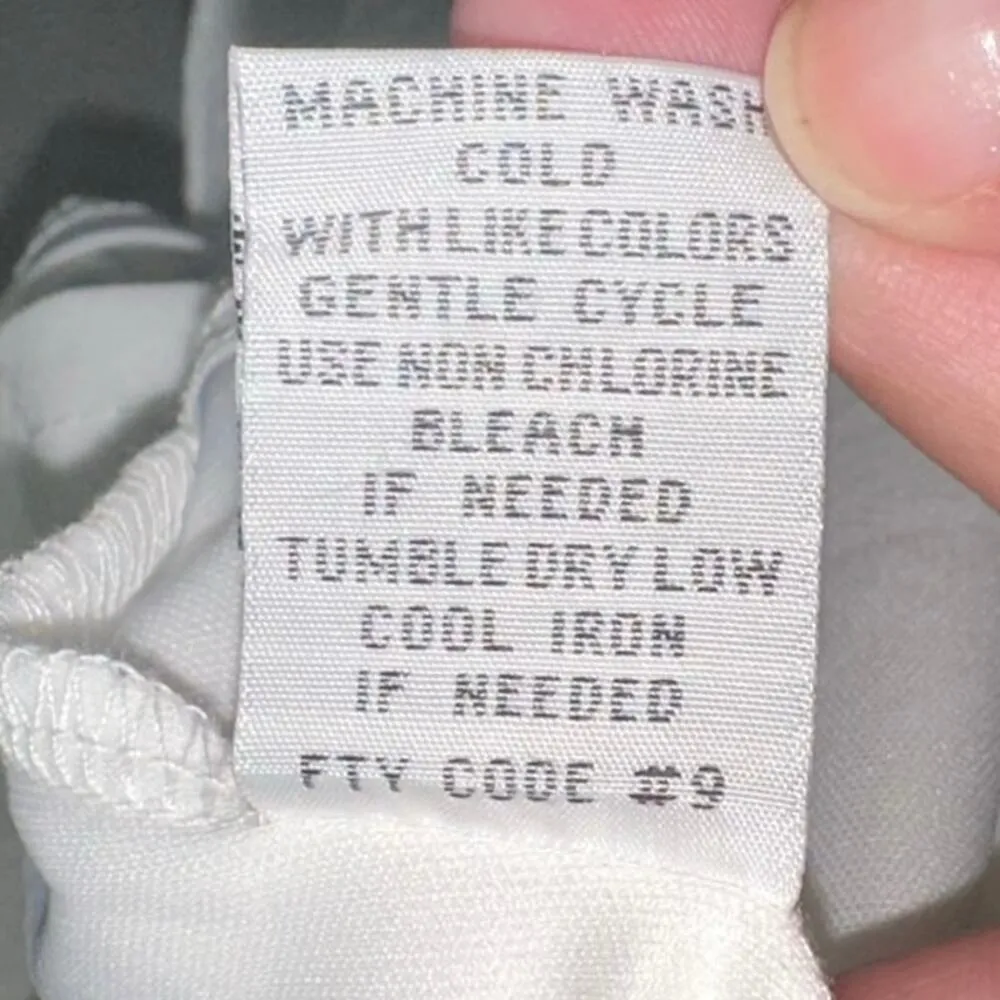 MACHINE WASH
COLD
WITH LIKE COLORS
GENTLE CYCLE
USE NON CHLORINE
BLEACH
IF NEEDED
TUMBLE DRY LOW
COOL IRON
IF NEEDED
FTY CODE #9